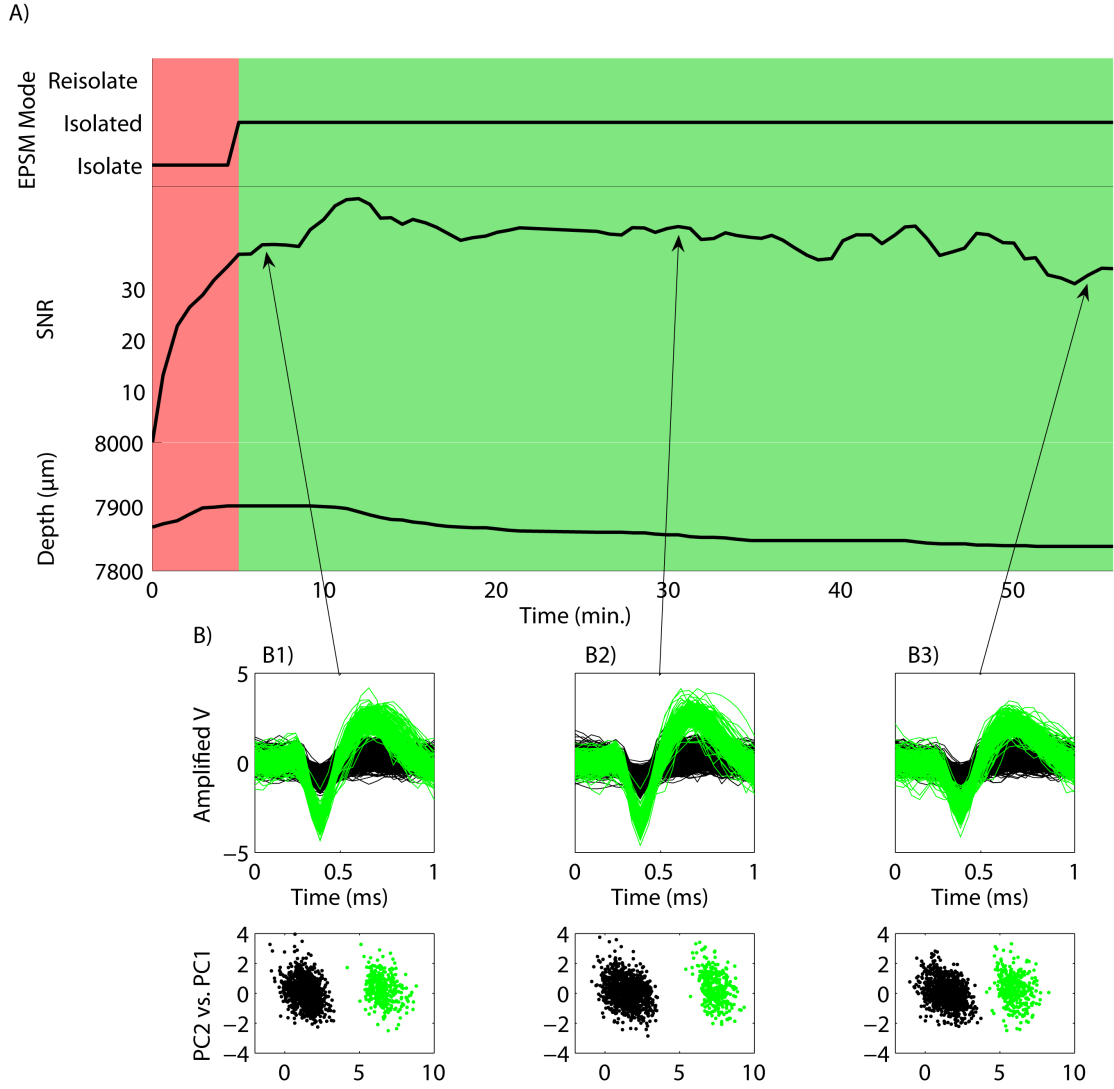 A)
EPSM Mode
Reisolate
Isolated
Isolate
SNR
30
20
10
Depth (µm)
8000
7900
7800
0 10 20 30 40 50
Time (min.)
B)
B1) B2) B3)
Amplified V
5
0
−5
0 0.5 1 0 0.5 1 0 0.5 1
Time (ms) Time (ms) Time (ms)
PC2 vs. PC1
4 4 4
2 2 2
0 0 0
−2 −2 −2
−4 −4 −4
0 5 10 0 5 10 0 5 10